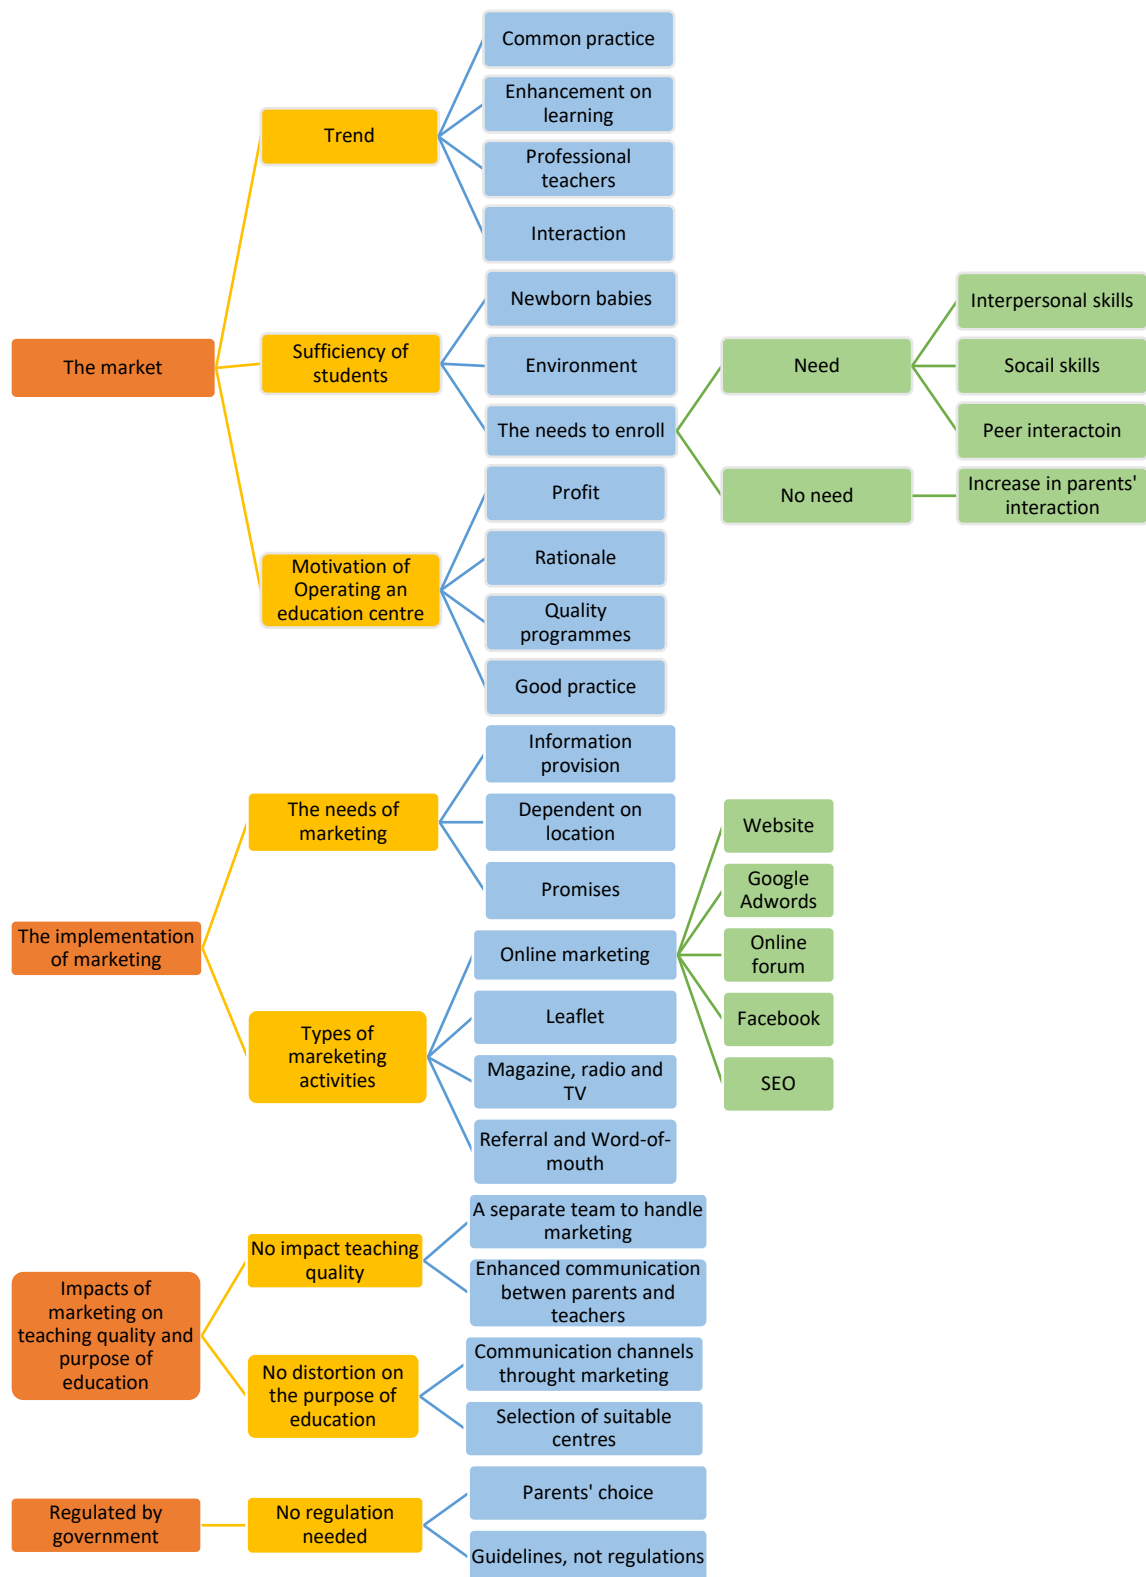 The market
Trend
Common practice
Enhancement on
learning
Professional
teachers
Interaction
Sufficiency of
students
Newborn babies
Environment
The needs to enroll
Need
Interpersonal skills
Socail skills
Peer interactoin
No need
Increase in parents'
interaction
Motivation of
Operating an
education centre
Profit
Rationale
Quality
programmes
Good practice
The implementation
of marketing
The needs of
marketing
Information
provision
Dependent on
location
Promises
Types of
mareketing
activities
Online marketing
Website
Google
Adwords
Online
forum
Facebook
SEO
Leaflet
Magazine, radio and
TV
Referral and Word-of-
mouth
Impacts of
marketing on
teaching quality and
purpose of
education
No impact teaching
quality
A separate team to handle
marketing
Enhanced communication
betwen parents and
teachers
No distortion on
the purpose of
education
Communication channels
throught marketing
Selection of suitable
centres
Regulated by
government
No regulation
needed
Parents' choice
Guidelines, not regulations